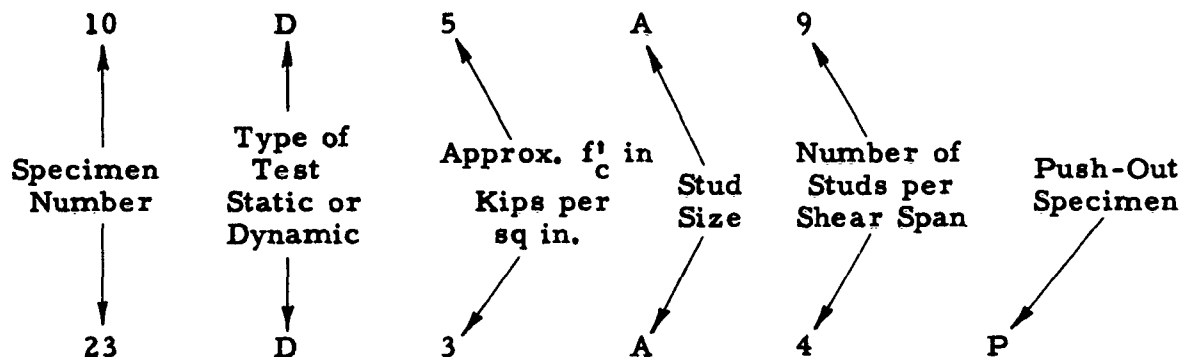 10 D 5 A 9
Specimen
Number
Type of
Test
Static or
Dynamic
Approx. f'c in
Kips per
sq in.
Stud
Size
Number of
Studs per
Shear Span
Push-Out
Specimen
23 D 3 A 4 P